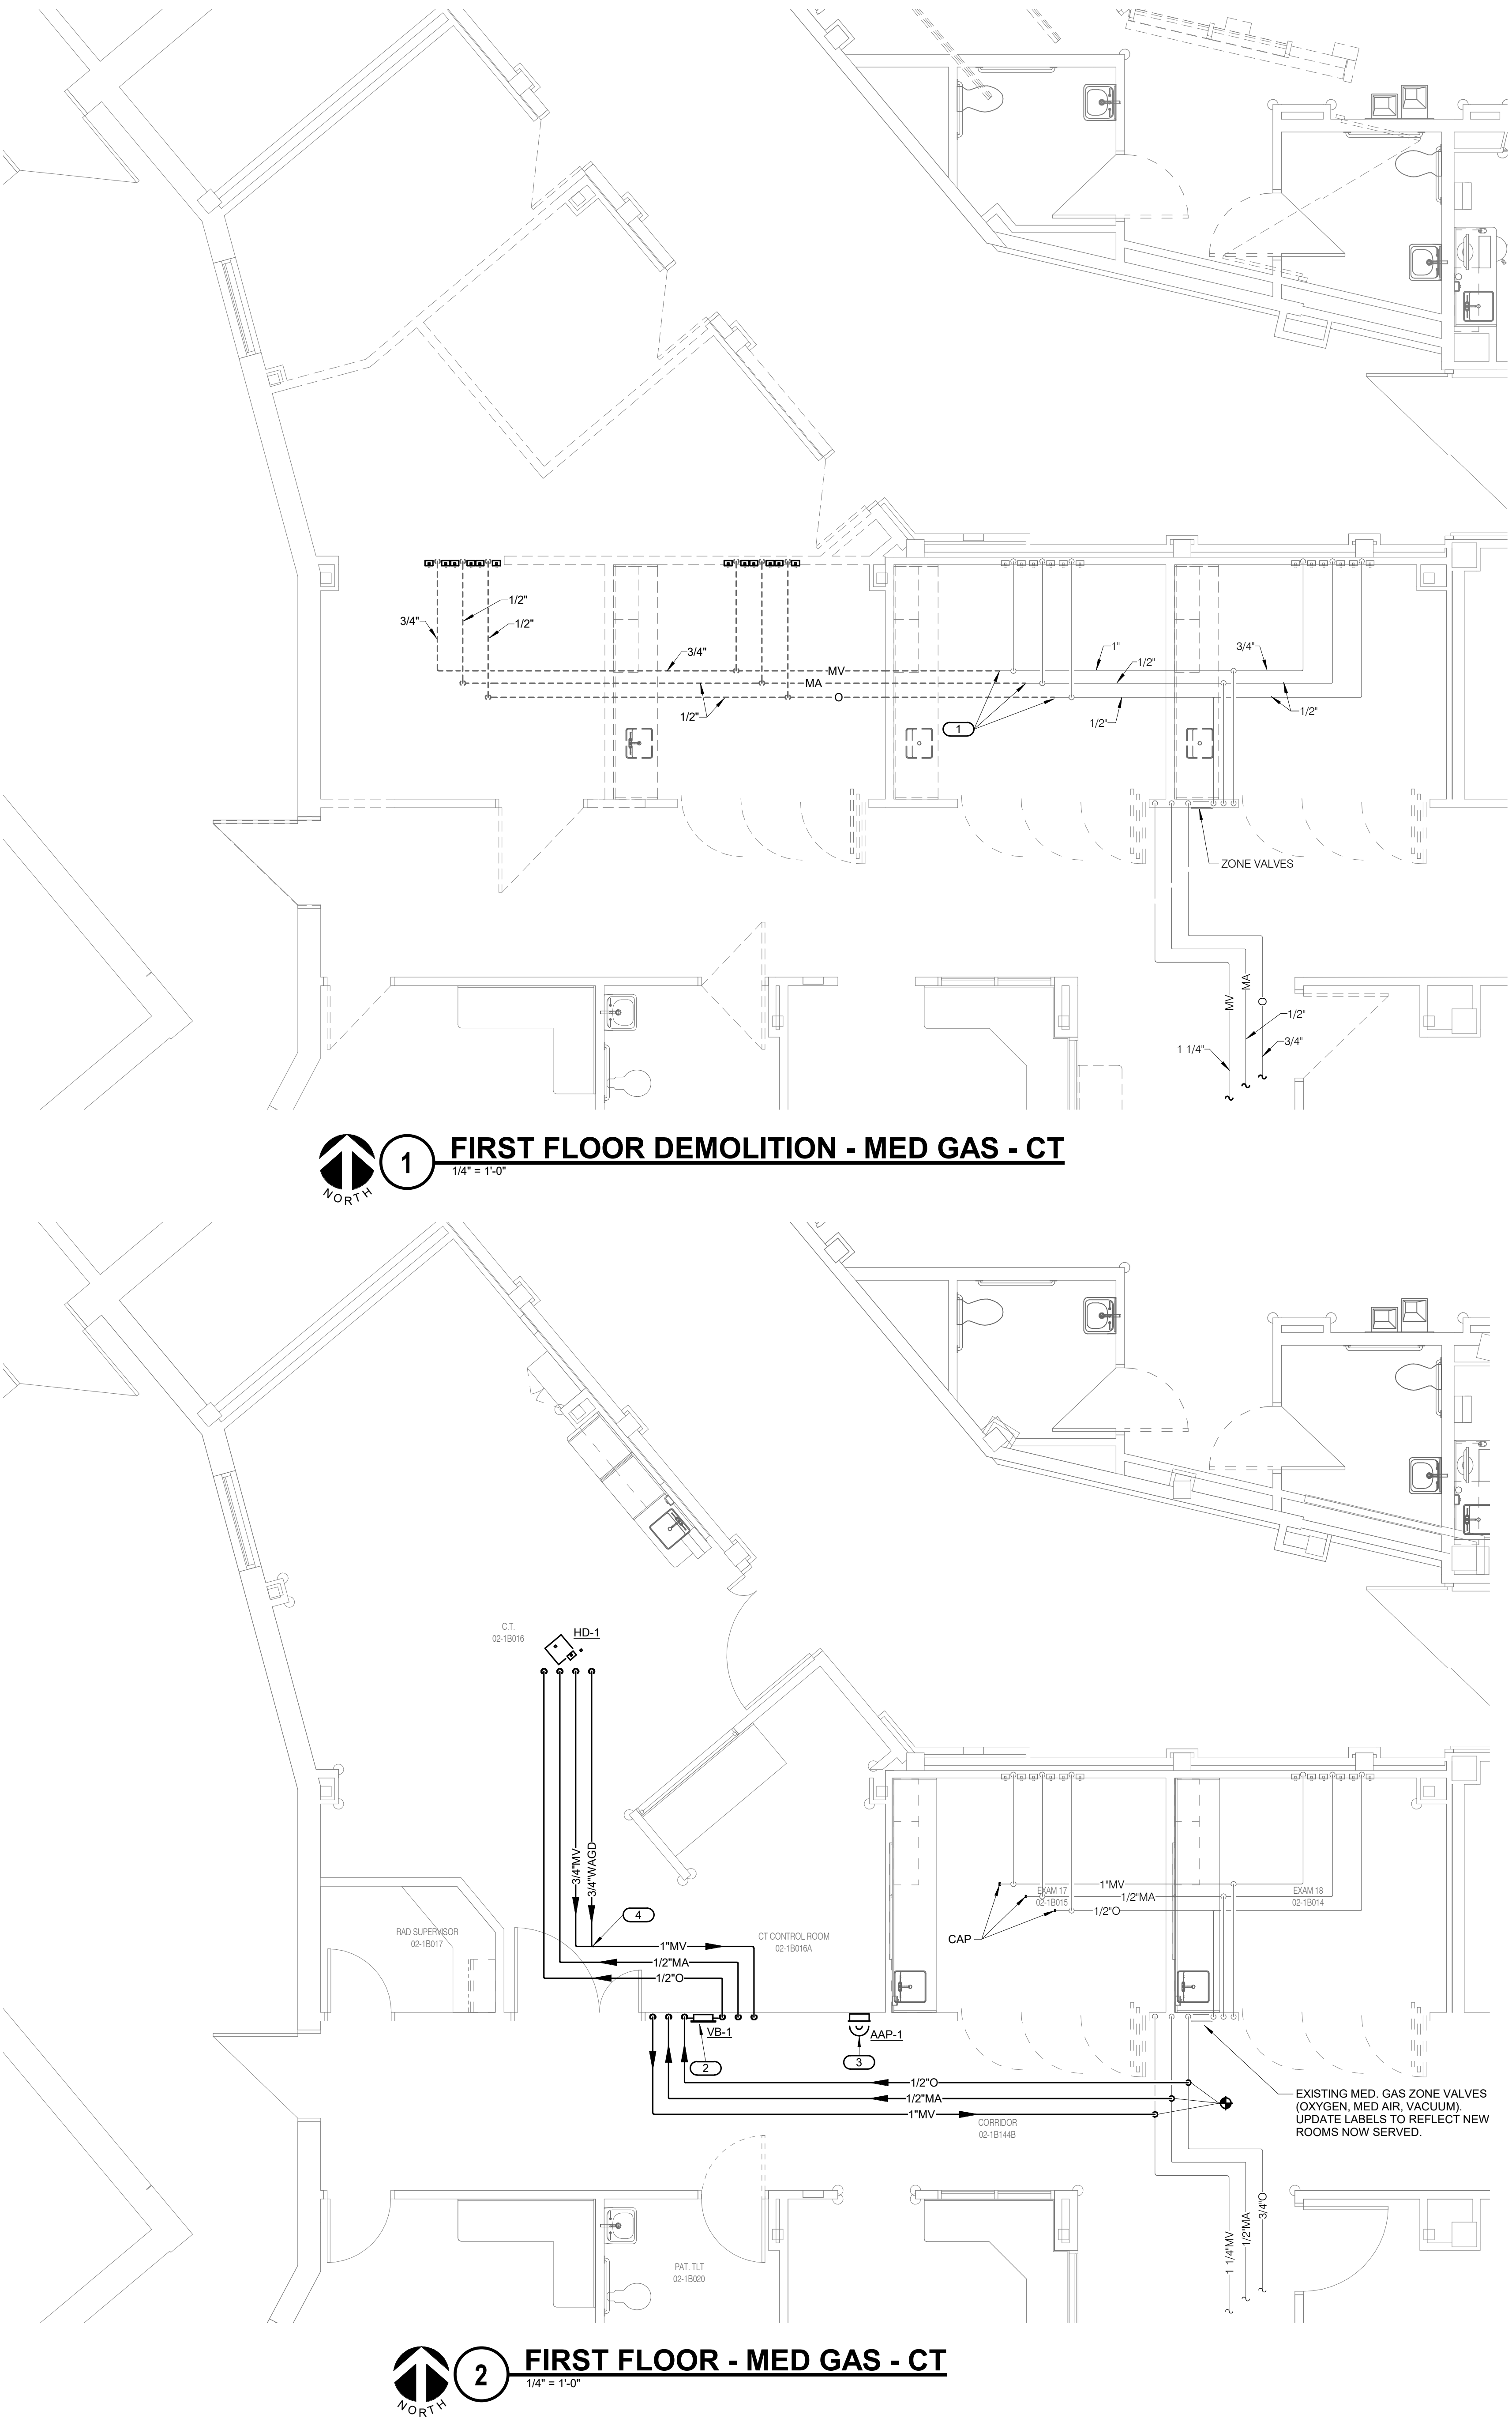 1/2"
3/4"
1/2"
3/4"
1"
3/4"
MV
1/2"
MA
O
1/2"
1
1/2"
1/2"
ZONE VALVES
MV
MA
O
1/2"
1 1/4"
3/4"
NORTH
1
FIRST FLOOR DEMOLITION - MED GAS - CT
1/4" = 1'-0"
C.T.
02-1B016
HD-1
3/4"MV
3/4"WAGD
1"MV
EXAM 17
02-1B015
1/2"MA
EXAM 18
02-1B014
1/2"O
4
RAD SUPERVISOR
02-1B017
CT CONTROL ROOM
02-1B016A
CAP
1"MV
1/2"MA
1/2"O
VB-1
AAP-1
2
3
1/2"O
1/2"MA
1"MV
CORRIDOR
02-1B144B
EXISTING MED. GAS ZONE VALVES
(OXYGEN, MED AIR, VACUUM).
UPDATE LABELS TO REFLECT NEW
ROOMS NOW SERVED.
1 1/4"MV
1/2"MA
3/4"O
PAT. TLT
02-1B020
NORTH
2
FIRST FLOOR - MED GAS - CT
1/4" = 1'-0"